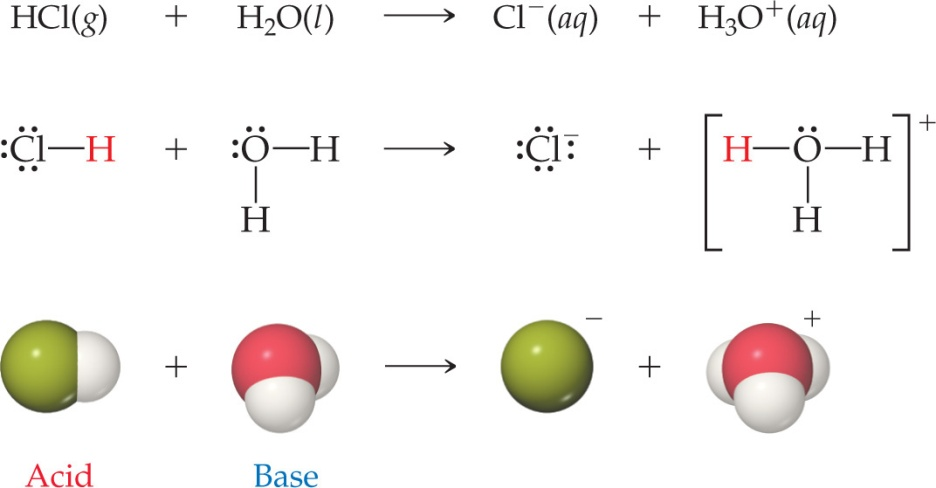 HCl(g) + H₂O(l) ⟶ Cl⁻(aq) + H₃O⁺(aq)
:C̤̈l—H + :Ö—H ⟶ :C̤̈l:⁻ + [H—Ö—H]⁺
H H
+ ⟶ ⁻ + ⁺
Acid Base